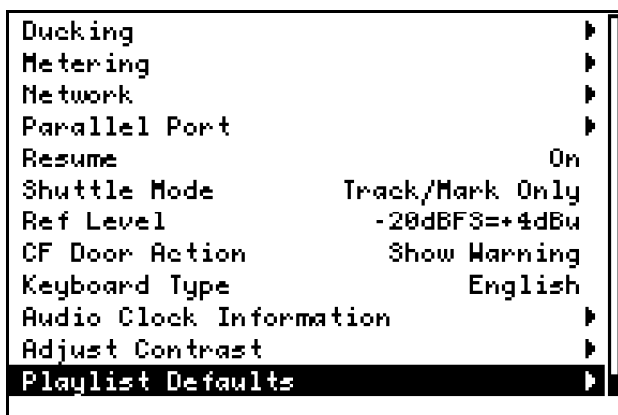 Ducking
Metering
Network
Parallel Port
Resume On
Shuttle Mode Track/Mark Only
Ref Level -20dBFS=+4dBu
CF Door Action Show Warning
Keyboard Type English
Audio Clock Information
Adjust Contrast
Playlist Defaults